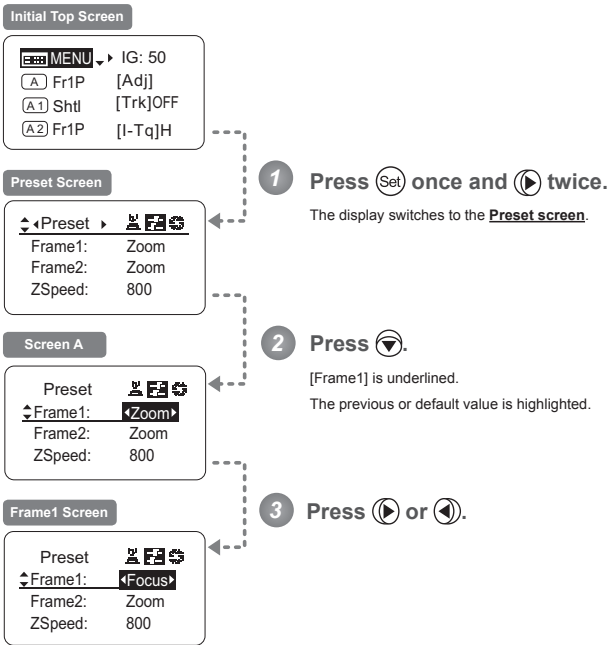 Initial Top Screen
MENU IG: 50
A Fr1P [Adj]
A1 Shtl [Trk]OFF
A2 Fr1P [I-Tq]H
1 Press Set once and twice.
The display switches to the Preset screen.
Preset Screen
Preset
Frame1: Zoom
Frame2: Zoom
ZSpeed: 800
2 Press .
[Frame1] is underlined.
The previous or default value is highlighted.
Screen A
Preset
Frame1: Zoom
Frame2: Zoom
ZSpeed: 800
3 Press or .
Frame1 Screen
Preset
Frame1: Focus
Frame2: Zoom
ZSpeed: 800